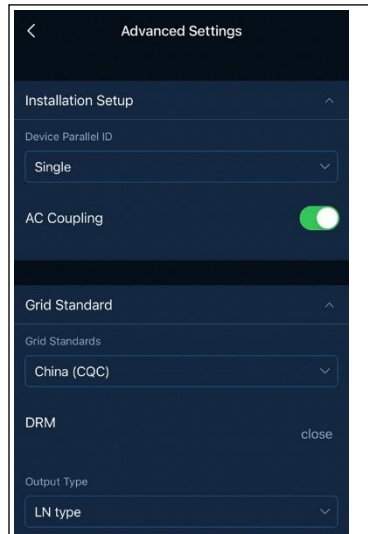 Advanced Settings
Installation Setup
Device Parallel ID
Single
AC Coupling
Grid Standard
Grid Standards
China (CQC)
DRM
close
Output Type
LN type